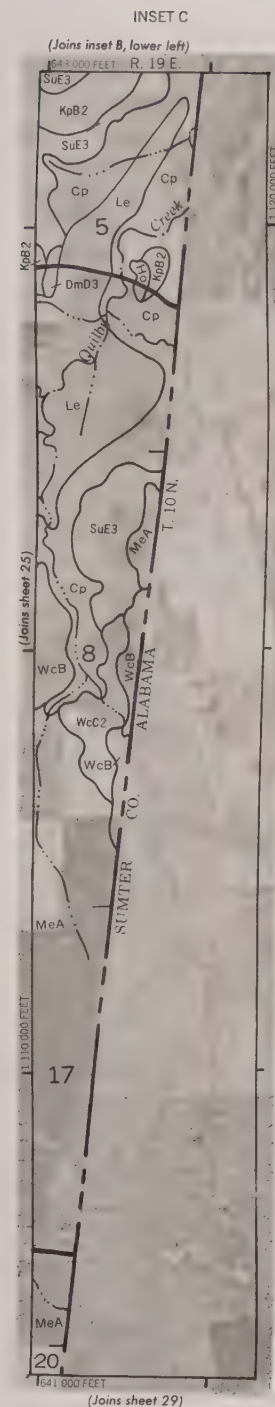 INSET C
(Joins inset B, lower left)
643 000 FEET R. 19 E.
SuE3
KpB2
SuE3
Cp
Cp
Le
5
Creek
1 120 000 FEET
KpB2
Ho
KpB2
DmD3
Cp
Quilby
Le
T. 10 N.
SuE3
MeA
Cp
(Joins sheet 25)
8
WcB
WcB
ALABAMA
WcC2
WcB
CO.
SUMTER
MeA
1 110 000 FEET
17
MeA
20
641 000 FEET
(Joins sheet 29)